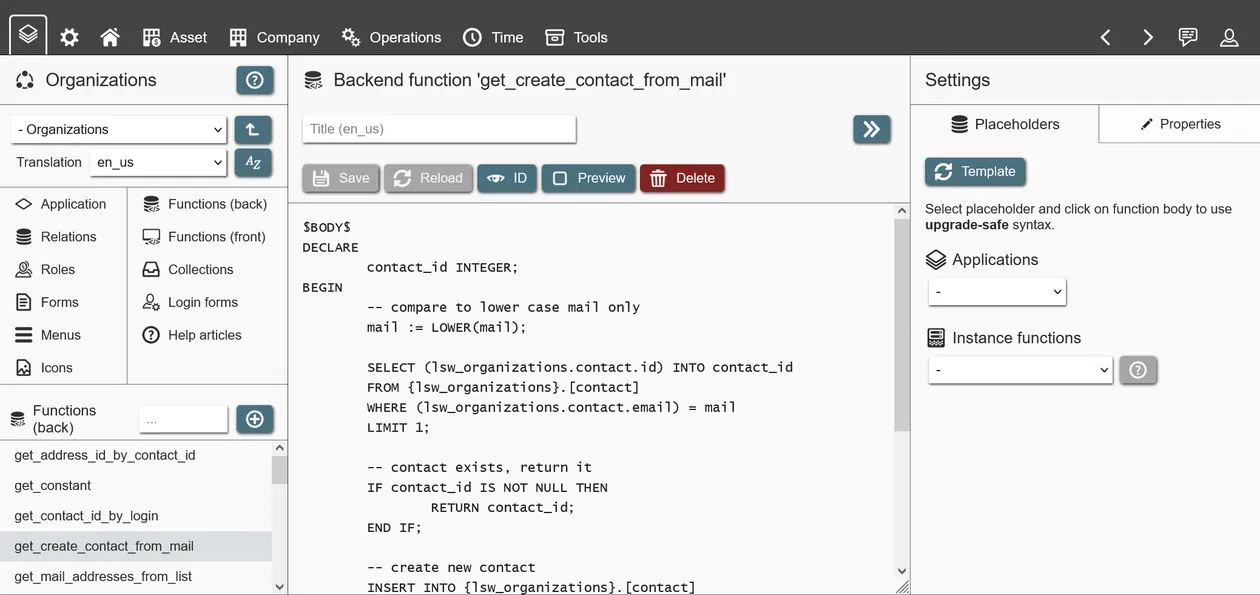 Asset
Company
Operations
Time
Tools
Organizations
- Organizations
Translation
en_us
AZ
Application
Functions (back)
Relations
Functions (front)
Roles
Collections
Forms
Login forms
Menus
Help articles
Icons
Functions
(back)
...
get_address_id_by_contact_id
get_constant
get_contact_id_by_login
get_create_contact_from_mail
get_mail_addresses_from_list
Backend function 'get_create_contact_from_mail'
Title (en_us)
Save
Reload
ID
Preview
Delete
$BODY$
DECLARE
contact_id INTEGER;
BEGIN
-- compare to lower case mail only
mail := LOWER(mail);
SELECT (lsw_organizations.contact.id) INTO contact_id
FROM {lsw_organizations}.[contact]
WHERE (lsw_organizations.contact.email) = mail
LIMIT 1;
-- contact exists, return it
IF contact_id IS NOT NULL THEN
RETURN contact_id;
END IF;
-- create new contact
INSERT INTO {lsw_organizations}.[contact]
Settings
Placeholders
Properties
Template
Select placeholder and click on function body to use
upgrade-safe syntax.
Applications
-
Instance functions
-